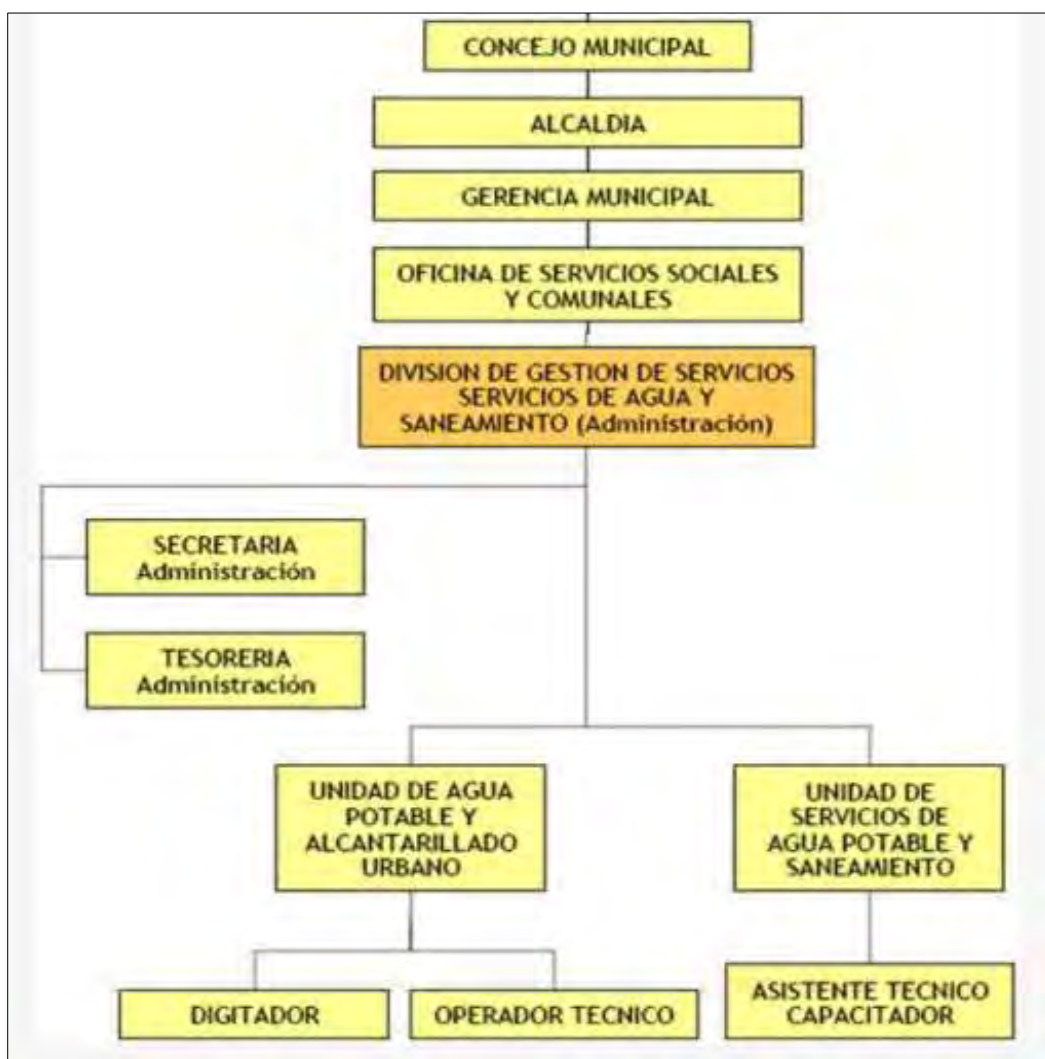 CONCEJO MUNICIPAL
ALCALDIA
GERENCIA MUNICIPAL
OFICINA DE SERVICIOS SOCIALES
Y COMUNALES
DIVISION DE GESTION DE SERVICIOS
SERVICIOS DE AGUA Y
SANEAMIENTO (Administración)
SECRETARIA
Administración
TESORERIA
Administración
UNIDAD DE AGUA
POTABLE Y
ALCANTARILLADO
URBANO
UNIDAD DE
SERVICIOS DE
AGUA POTABLE Y
SANEAMIENTO
DIGITADOR
OPERADOR TECNICO
ASISTENTE TECNICO
CAPACITADOR